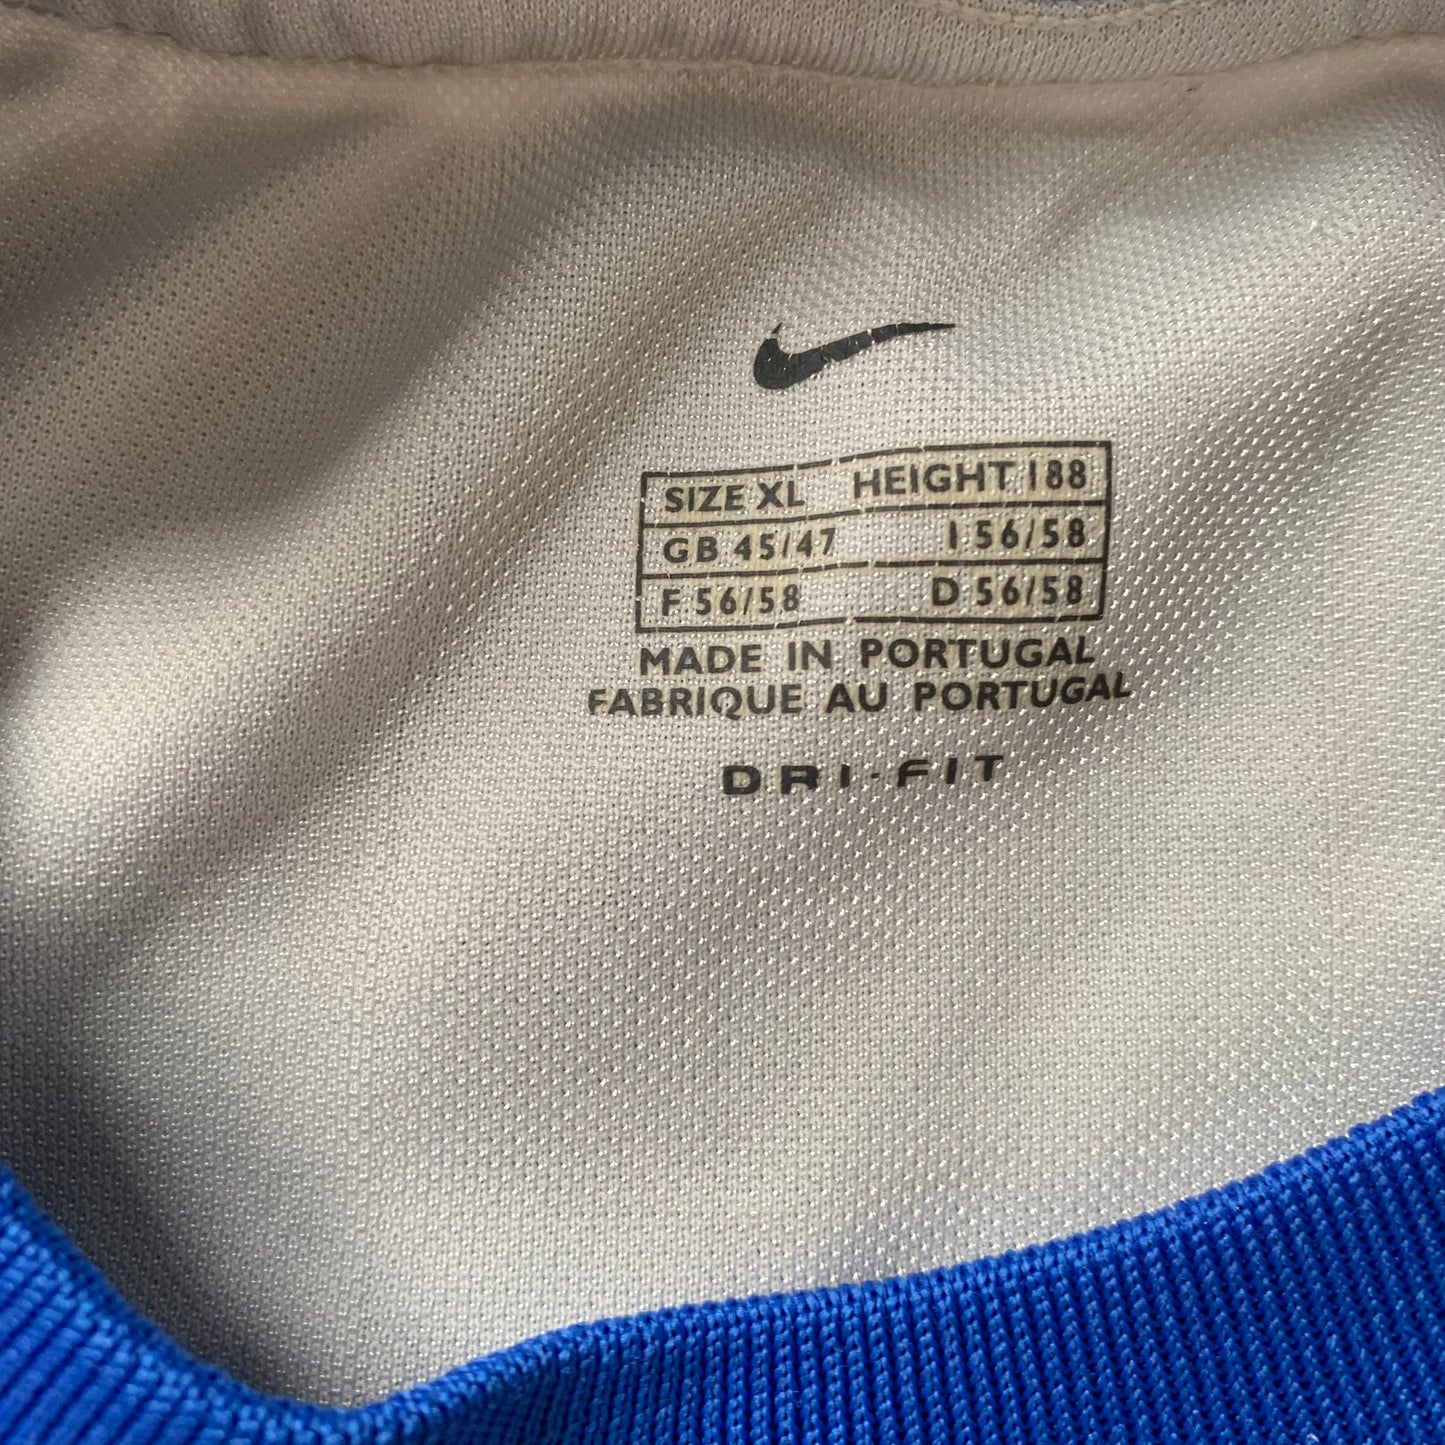 SIZE XL HEIGHT 188
GB 45/47 I 56/58
F 56/58 D 56/58
MADE IN PORTUGAL
FABRIQUE AU PORTUGAL
DRI-FIT